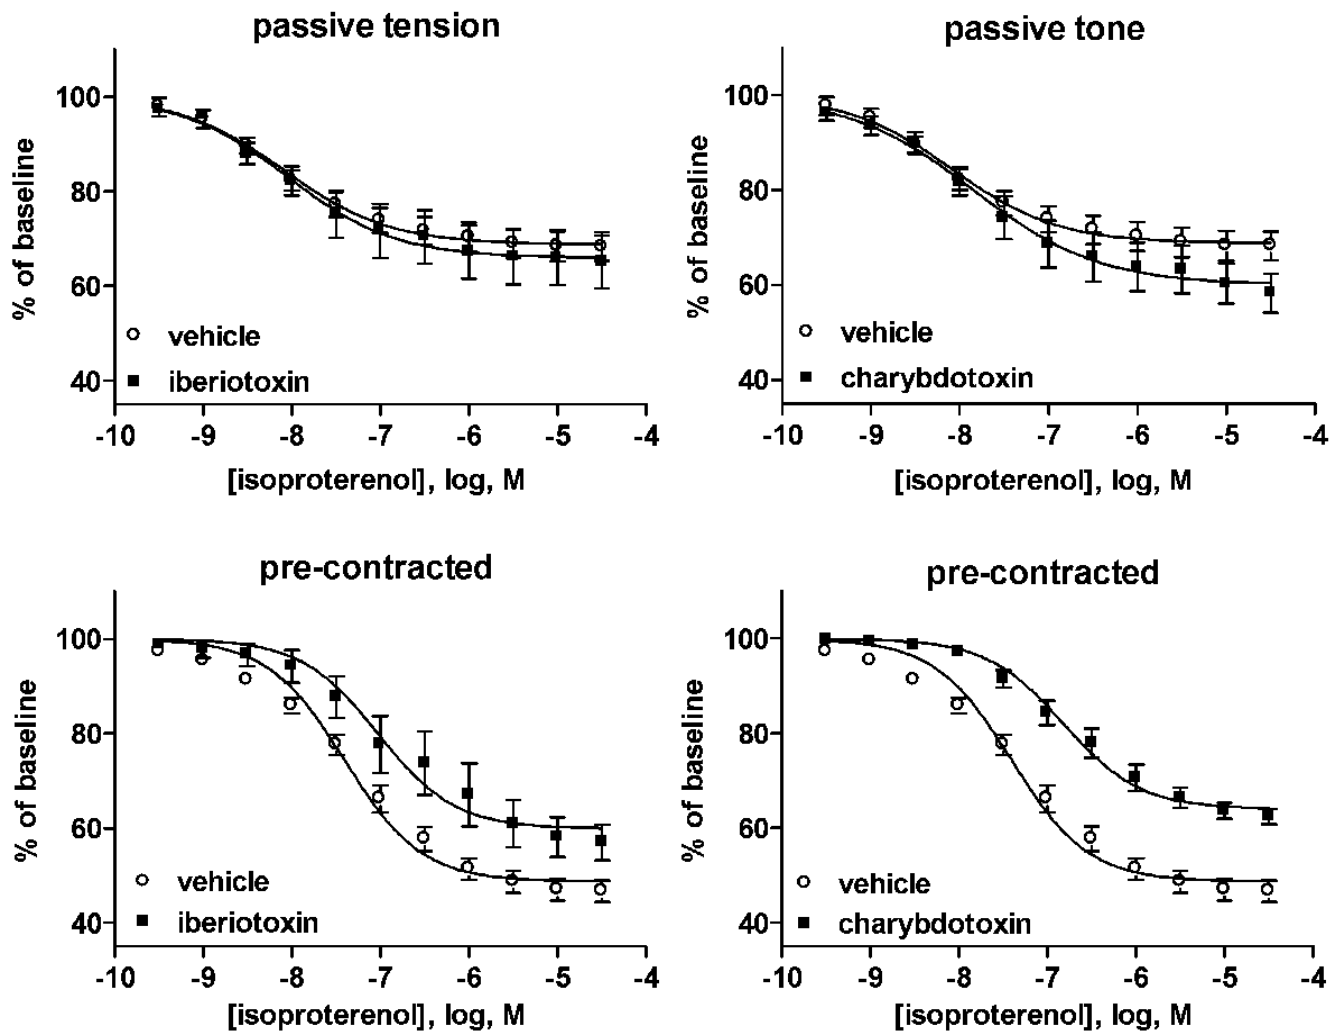 passive tension
100
80
60
40
% of baseline
vehicle
iberiotoxin
-10 -9 -8 -7 -6 -5 -4
[isoproterenol], log, M
passive tone
100
80
60
40
% of baseline
vehicle
charybdotoxin
-10 -9 -8 -7 -6 -5 -4
[isoproterenol], log, M
pre-contracted
100
80
60
40
% of baseline
vehicle
iberiotoxin
-10 -9 -8 -7 -6 -5 -4
[isoproterenol], log, M
pre-contracted
100
80
60
40
% of baseline
vehicle
charybdotoxin
-10 -9 -8 -7 -6 -5 -4
[isoproterenol], log, M